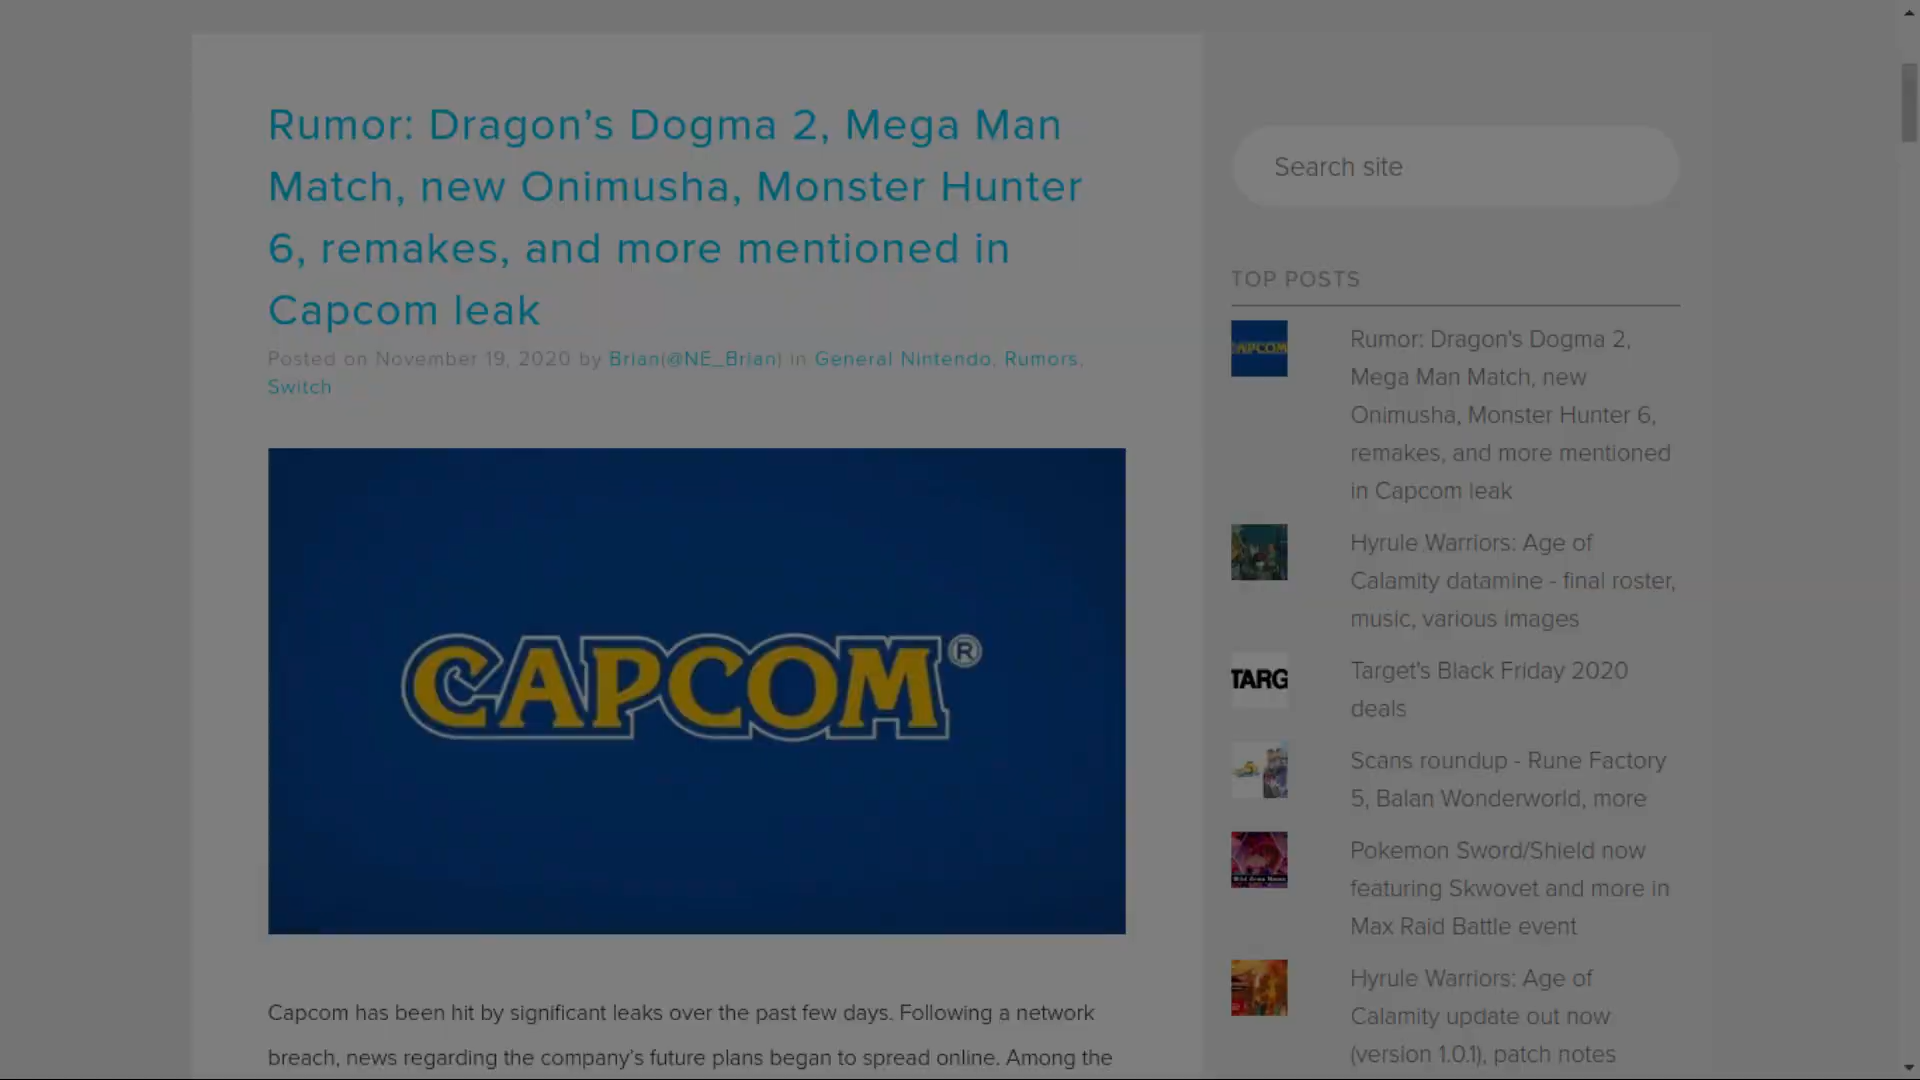 Rumor: Dragon’s Dogma 2, Mega Man
Match, new Onimusha, Monster Hunter
6, remakes, and more mentioned in
Capcom leak
Posted on November 19, 2020 by Brian(@NE_Brian) in General Nintendo, Rumors,
Switch
CAPCOM®
Capcom has been hit by significant leaks over the past few days. Following a network
breach, news regarding the company’s future plans began to spread online. Among the
Search site
TOP POSTS
CAPCOM
Rumor: Dragon's Dogma 2,
Mega Man Match, new
Onimusha, Monster Hunter 6,
remakes, and more mentioned
in Capcom leak
Hyrule Warriors: Age of
Calamity datamine - final roster,
music, various images
TARG
Target's Black Friday 2020
deals
Scans roundup - Rune Factory
5, Balan Wonderworld, more
Wild Area News
Pokemon Sword/Shield now
featuring Skwovet and more in
Max Raid Battle event
Hyrule Warriors: Age of
Calamity update out now
(version 1.0.1), patch notes